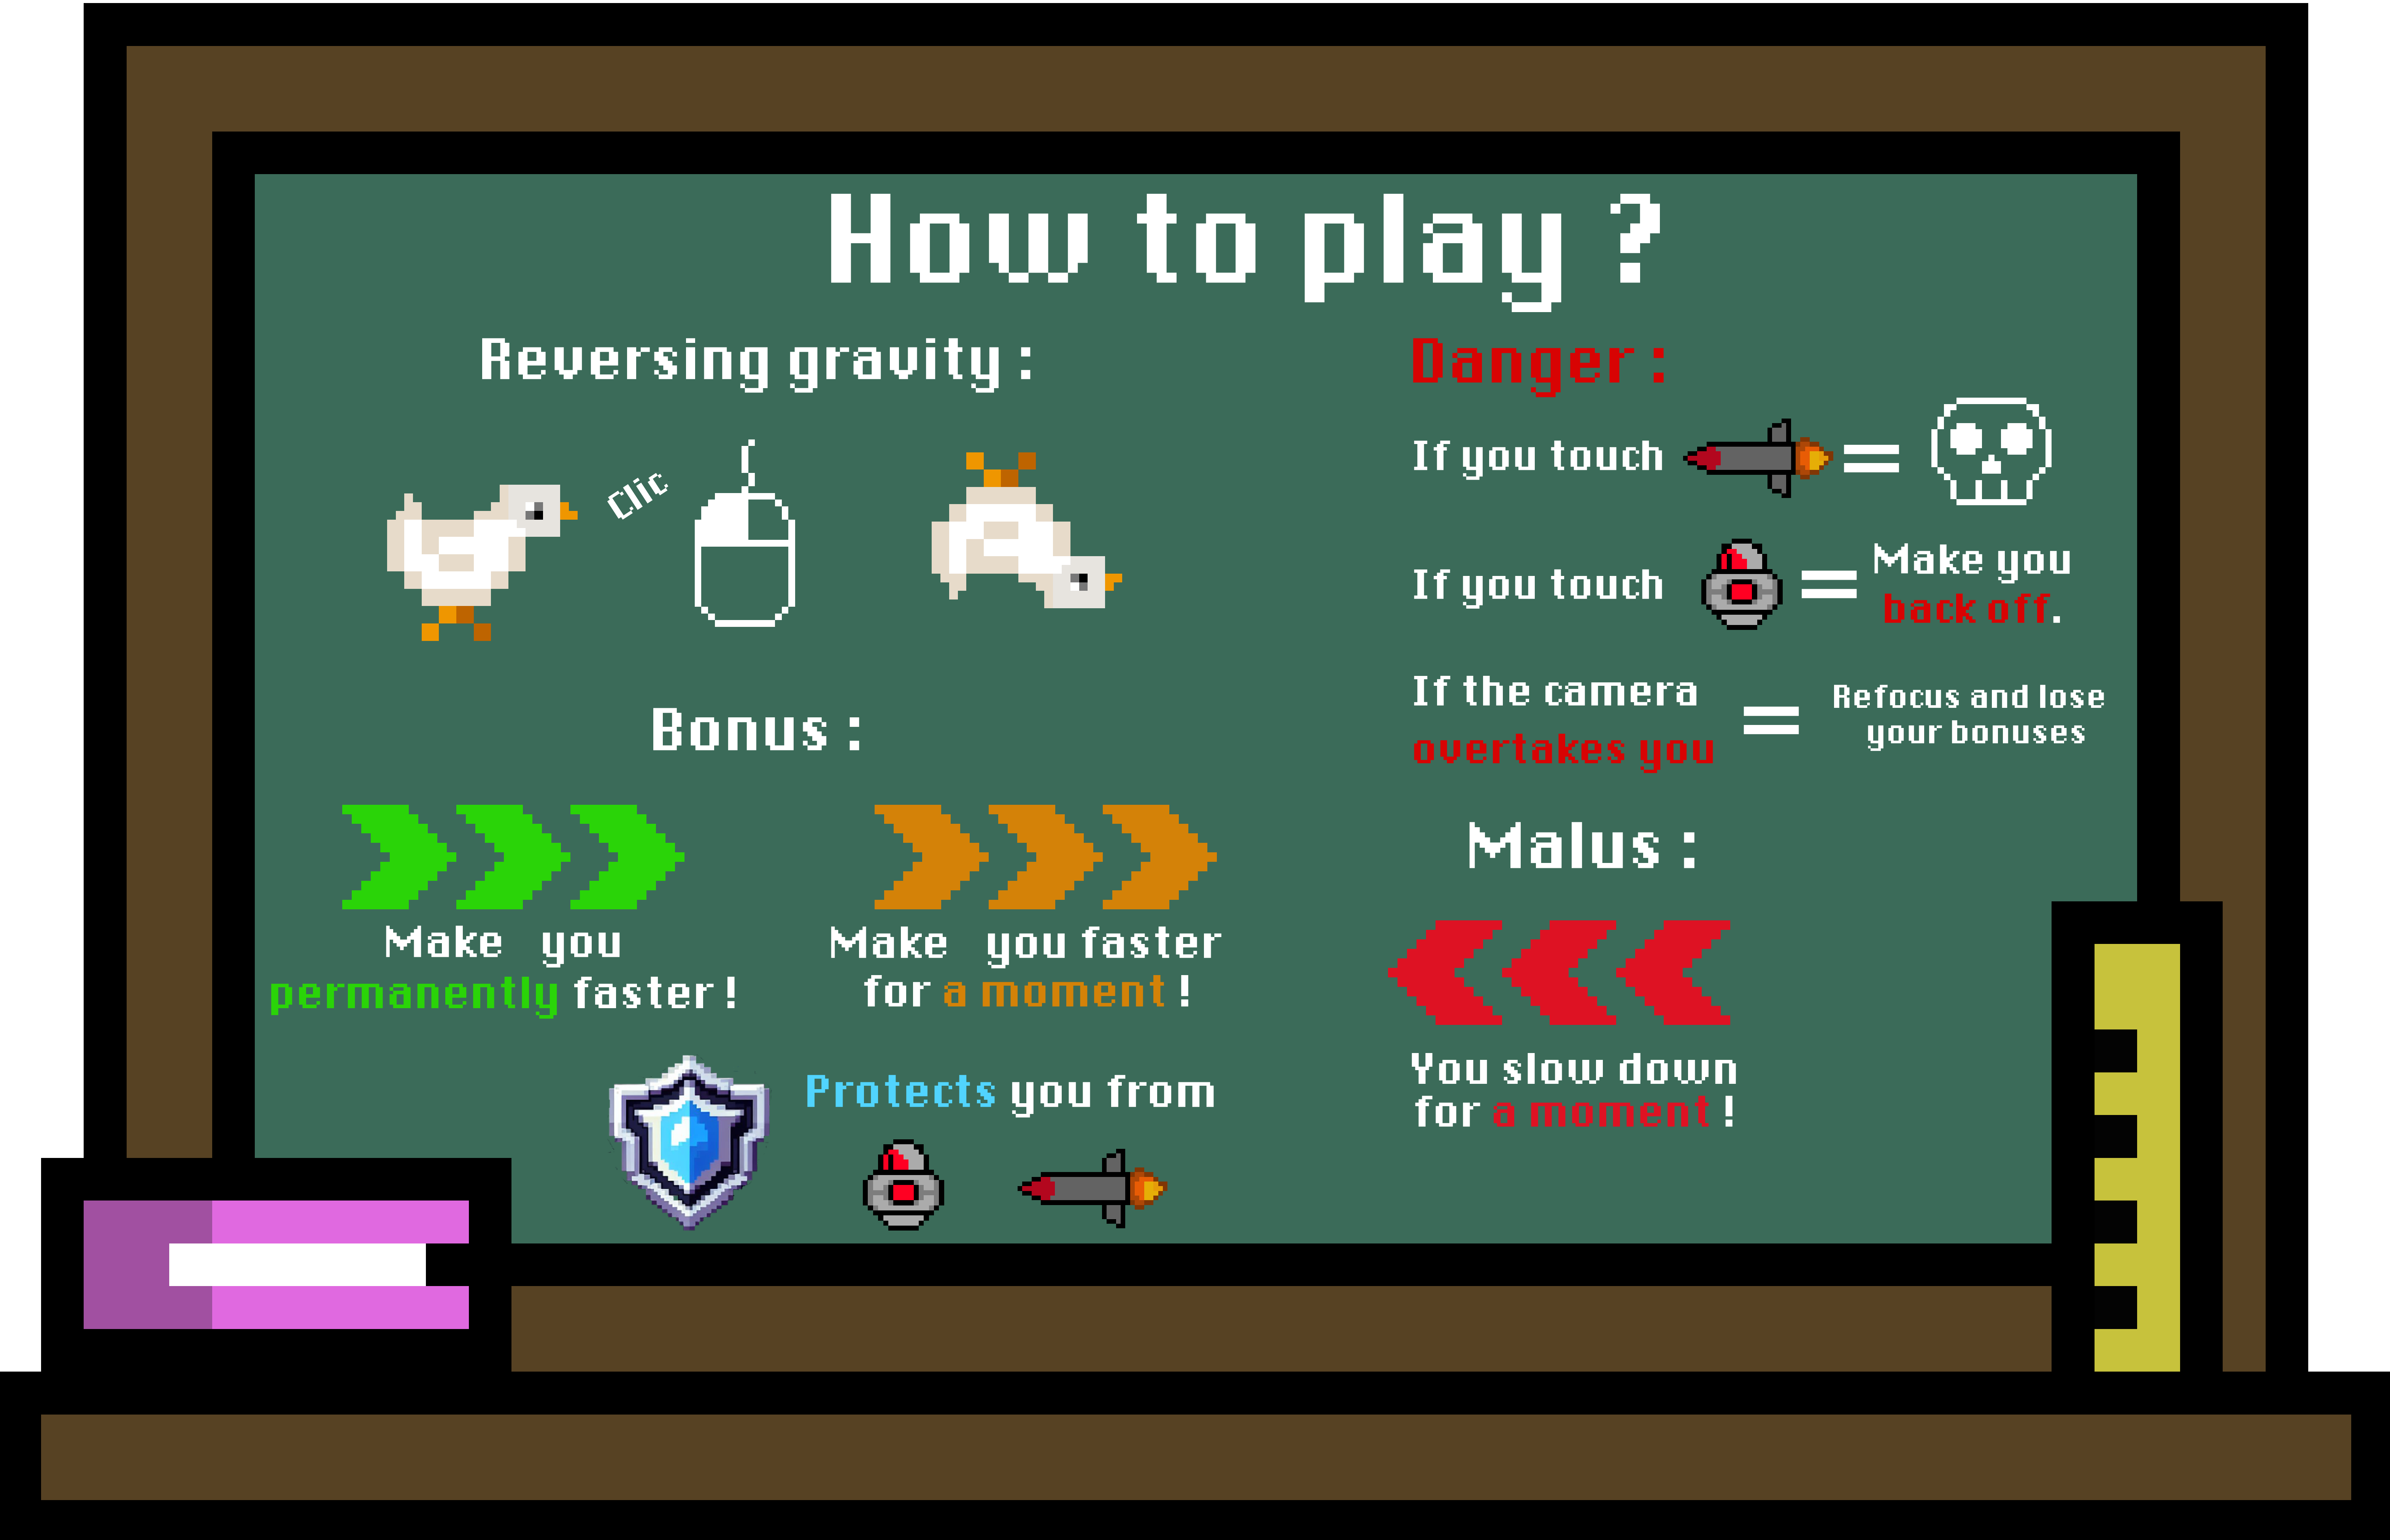 How to play ?
Reversing gravity :
Clic
Bonus :
Make you
permanently faster !
Make you faster
for a moment !
Protects you from
Danger :
If you touch =
If you touch = Make you
back off.
If the camera
overtakes you
= Refocus and lose
your bonuses
Malus :
You slow down
for a moment !